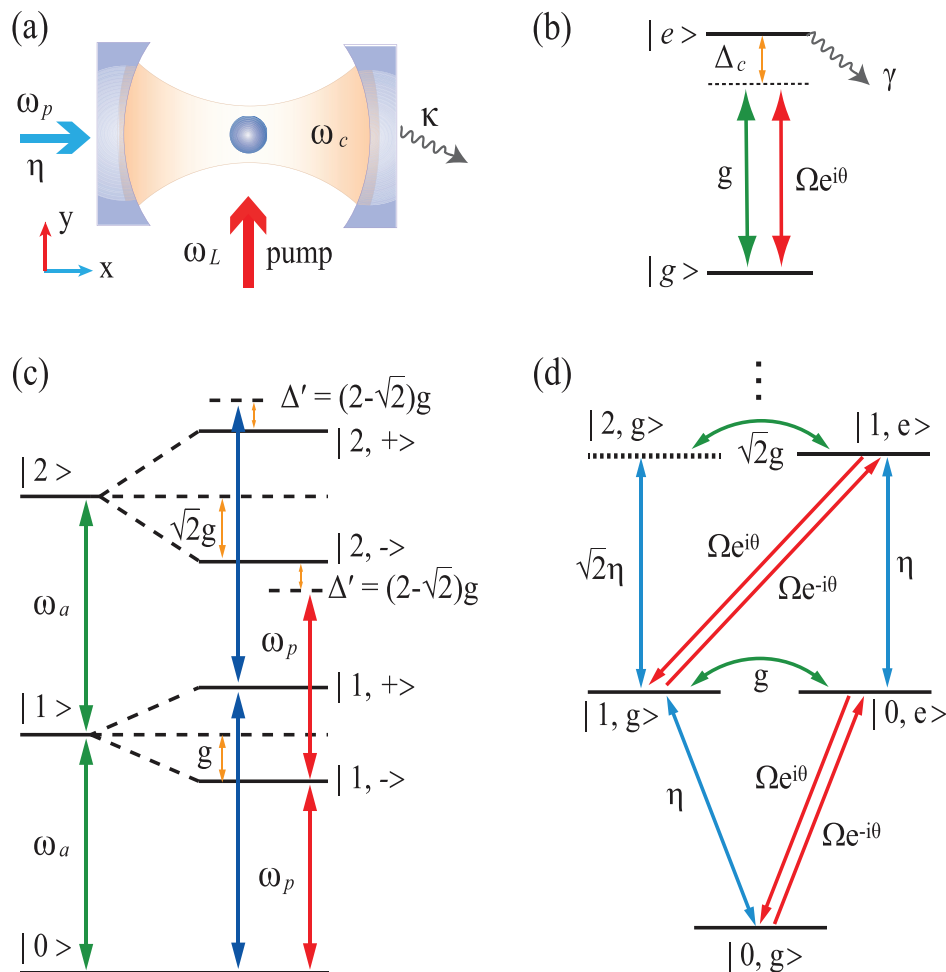 (a)
ω_p
η
ω_c
κ
y
x
ω_L
pump
(b)
| e >
Δ_c
γ
g
Ωe^{iθ}
| g >
(c)
Δ′ = (2-√2)g
| 2, +>
| 2 >
√2g
| 2, ->
Δ′ = (2-√2)g
ω_a
ω_p
| 1, +>
| 1 >
g
| 1, ->
ω_a
ω_p
| 0 >
(d)
| 2, g>
| 1, e>
√2g
Ωe^{iθ}
√2η
Ωe^{-iθ}
η
g
| 1, g>
| 0, e>
Ωe^{iθ}
η
Ωe^{-iθ}
| 0, g>